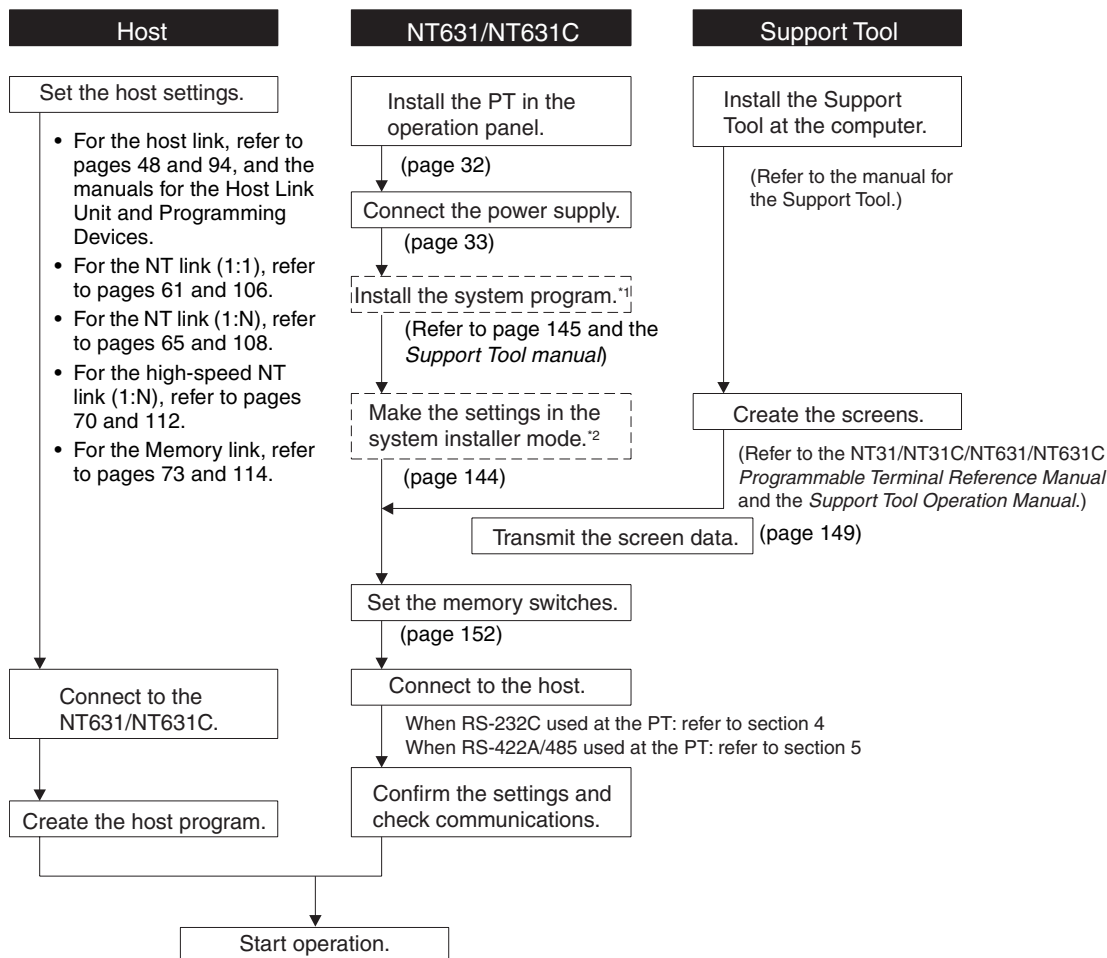 Host
NT631/NT631C
Support Tool
Set the host settings.
• For the host link, refer to
pages 48 and 94, and the
manuals for the Host Link
Unit and Programming
Devices.
• For the NT link (1:1), refer
to pages 61 and 106.
• For the NT link (1:N), refer
to pages 65 and 108.
• For the high-speed NT
link (1:N), refer to pages
70 and 112.
• For the Memory link, refer
to pages 73 and 114.
Connect to the
NT631/NT631C.
Create the host program.
Install the PT in the
operation panel.
(page 32)
Connect the power supply.
(page 33)
Install the system program.*1
(Refer to page 145 and the
Support Tool manual)
Make the settings in the
system installer mode.*2
(page 144)
Install the Support
Tool at the computer.
(Refer to the manual for
the Support Tool.)
Create the screens.
(Refer to the NT31/NT31C/NT631/NT631C
Programmable Terminal Reference Manual
and the Support Tool Operation Manual.)
Transmit the screen data.
(page 149)
Set the memory switches.
(page 152)
Connect to the host.
When RS-232C used at the PT: refer to section 4
When RS-422A/485 used at the PT: refer to section 5
Confirm the settings and
check communications.
Start operation.